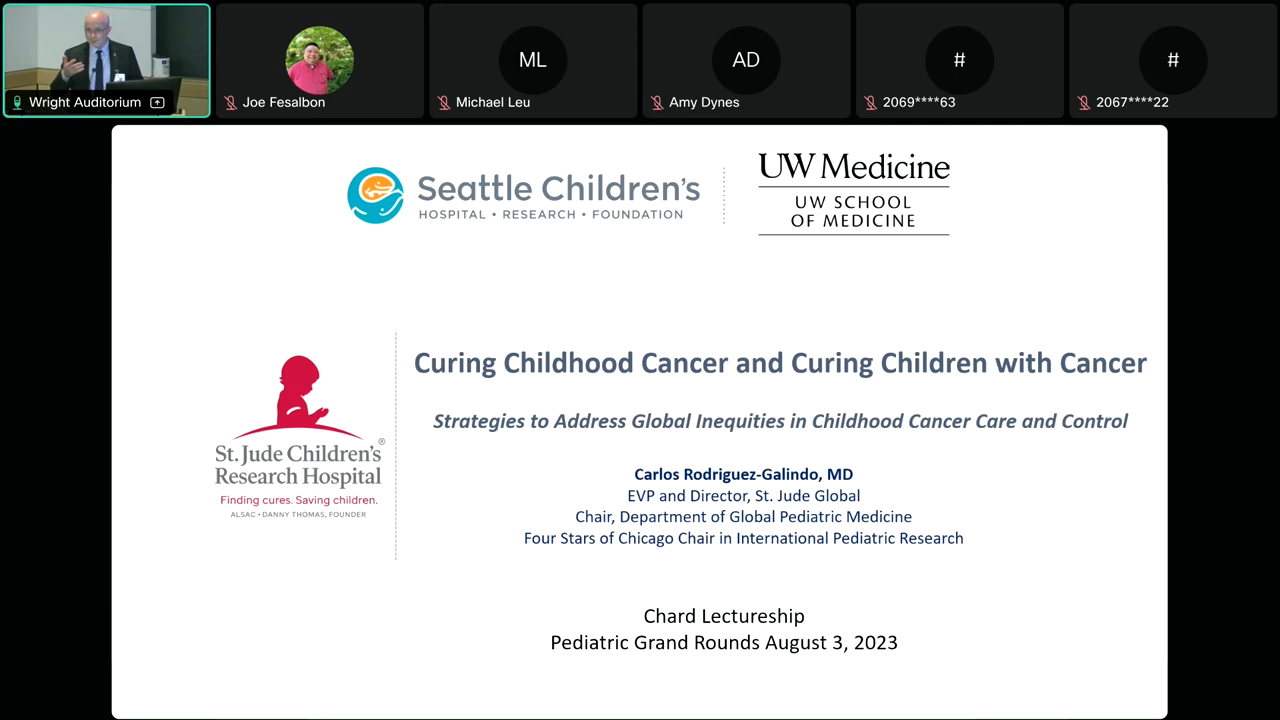 Wright Auditorium
Joe Fesalbon
ML
Michael Leu
AD
Amy Dynes
#
2069****63
#
2067****22
Seattle Children's
HOSPITAL • RESEARCH • FOUNDATION
UW Medicine
UW SCHOOL
OF MEDICINE
Curing Childhood Cancer and Curing Children with Cancer
Strategies to Address Global Inequities in Childhood Cancer Care and Control
St. Jude Children's
Research Hospital
®
Finding cures. Saving children.
ALSAC • DANNY THOMAS, FOUNDER
Carlos Rodriguez-Galindo, MD
EVP and Director, St. Jude Global
Chair, Department of Global Pediatric Medicine
Four Stars of Chicago Chair in International Pediatric Research
Chard Lectureship
Pediatric Grand Rounds August 3, 2023